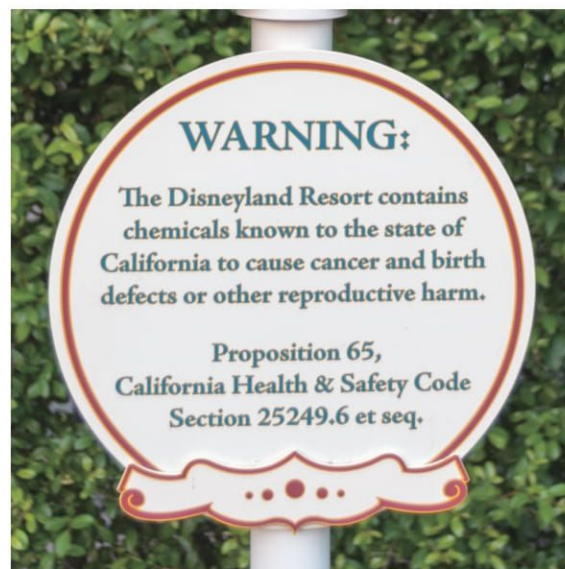 WARNING:
The Disneyland Resort contains
chemicals known to the state of
California to cause cancer and birth
defects or other reproductive harm.
Proposition 65,
California Health & Safety Code
Section 25249.6 et seq.